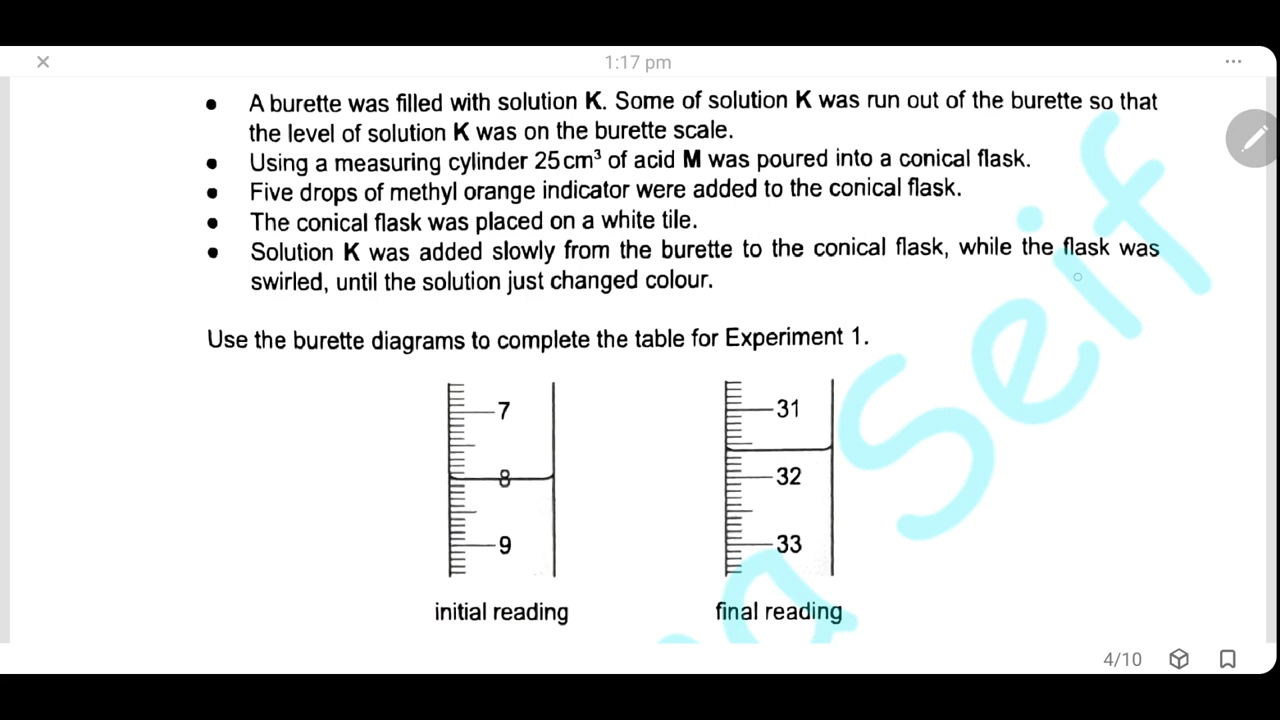 1:17 pm
• A burette was filled with solution K. Some of solution K was run out of the burette so that
the level of solution K was on the burette scale.
• Using a measuring cylinder 25 cm³ of acid M was poured into a conical flask.
• Five drops of methyl orange indicator were added to the conical flask.
• The conical flask was placed on a white tile.
• Solution K was added slowly from the burette to the conical flask, while the flask was
swirled, until the solution just changed colour.
Use the burette diagrams to complete the table for Experiment 1.
7
8
9
initial reading
31
32
33
final reading
Seif
4/10